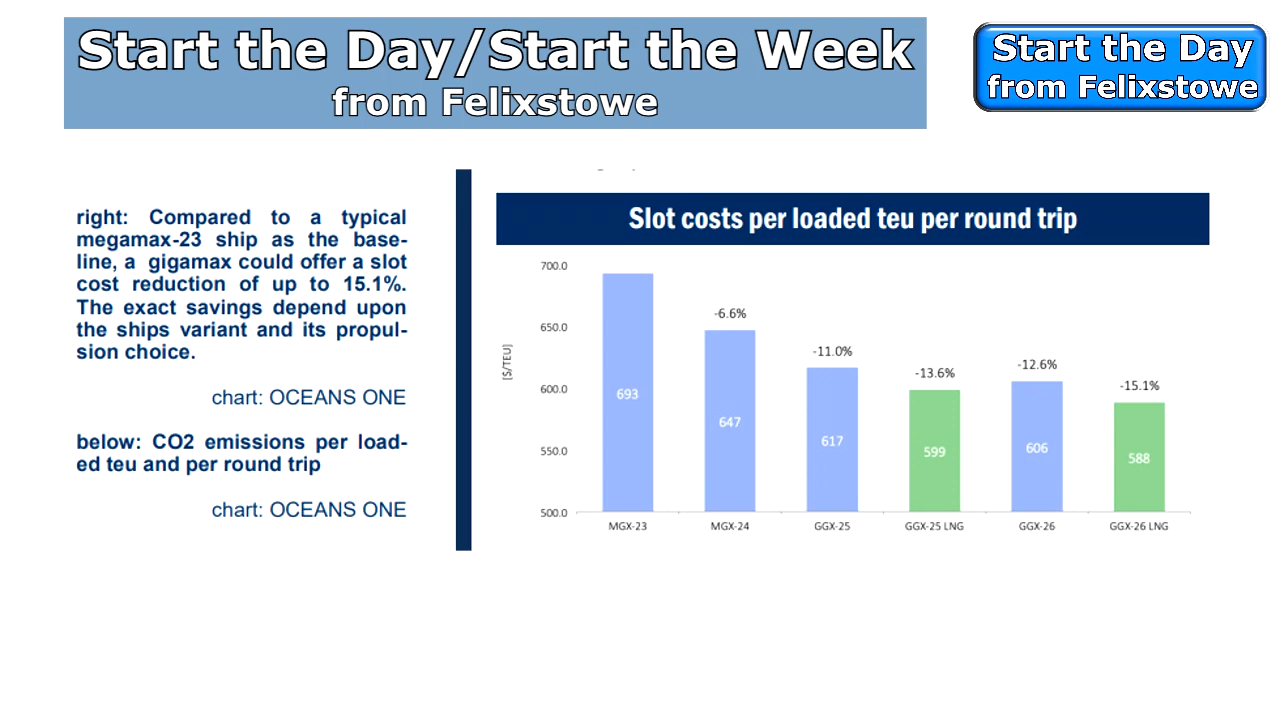 Start the Day/Start the Week
from Felixstowe
Start the Day
from Felixstowe
right: Compared to a typical
megamax-23 ship as the base-
line, a gigamax could offer a slot
cost reduction of up to 15.1%.
The exact savings depend upon
the ships variant and its propul-
sion choice.
chart: OCEANS ONE
below: CO2 emissions per load-
ed teu and per round trip
chart: OCEANS ONE
Slot costs per loaded teu per round trip
[$/TEU]
700.0
650.0
600.0
550.0
500.0
-6.6%
-11.0%
-13.6%
-12.6%
-15.1%
693
647
617
599
606
588
MGX-23
MGX-24
GGX-25
GGX-25 LNG
GGX-26
GGX-26 LNG